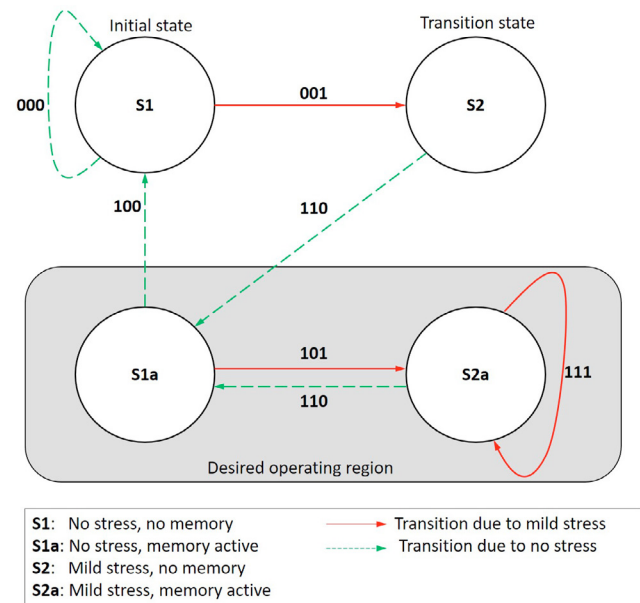 Initial state
Transition state
000
S1
001
S2
100
110
S1a
101
110
S2a
111
Desired operating region
S1: No stress, no memory
S1a: No stress, memory active
S2: Mild stress, no memory
S2a: Mild stress, memory active
Transition due to mild stress
Transition due to no stress